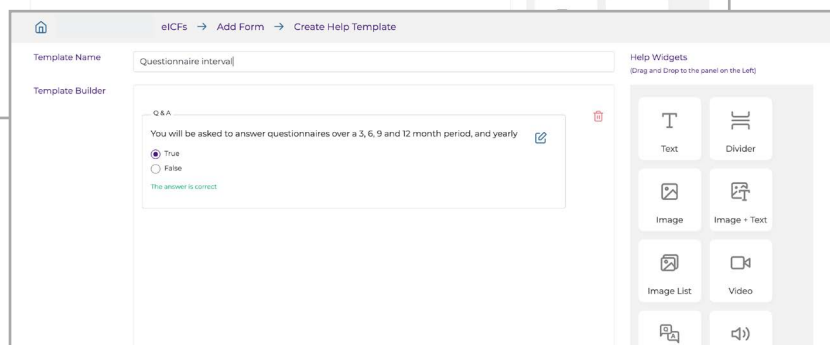 eICFs → Add Form → Create Help Template
Template Name
Questionnaire interval
Help Widgets
(Drag and Drop to the panel on the Left)
Template Builder
Q & A
You will be asked to answer questionnaires over a 3, 6, 9 and 12 month period, and yearly
True
False
The answer is correct
Text
Divider
Image
Image + Text
Image List
Video